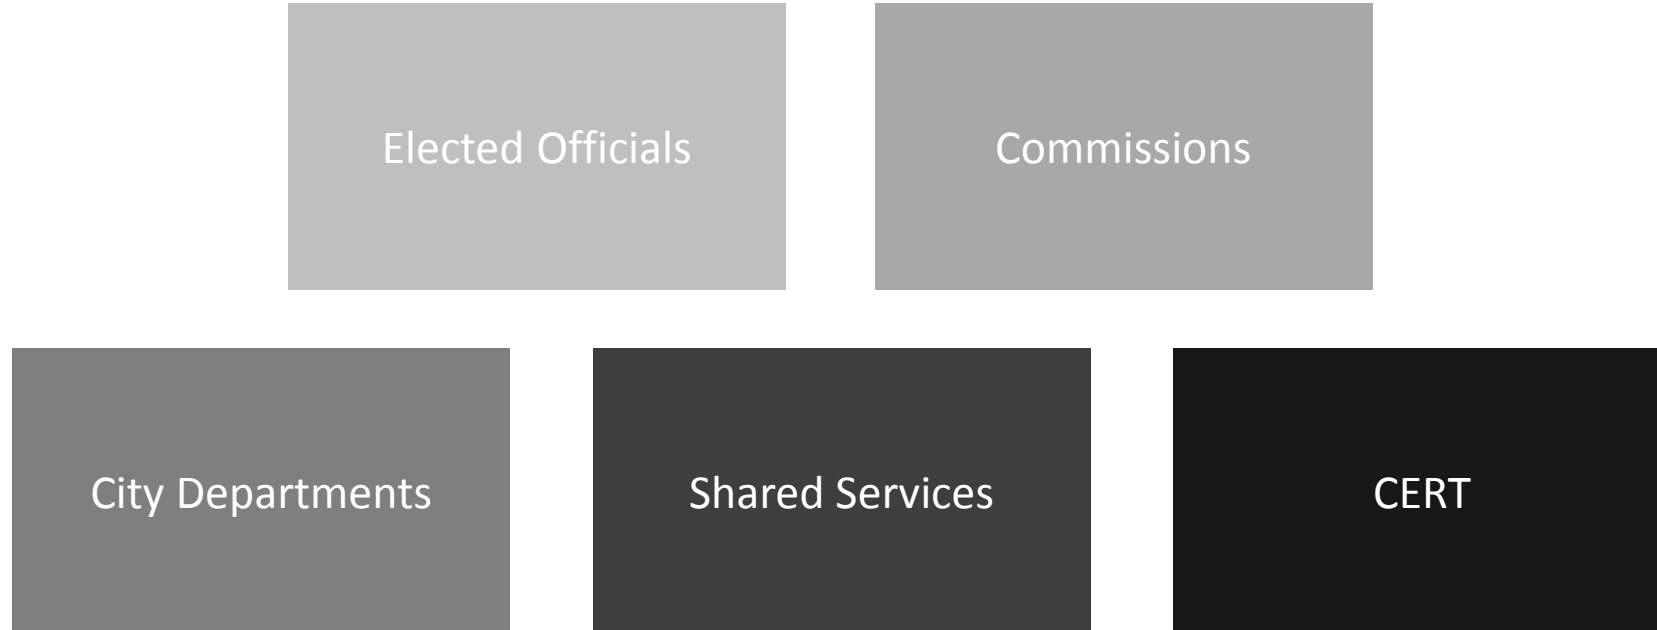 Elected Officials
Commissions
City Departments
Shared Services
CERT